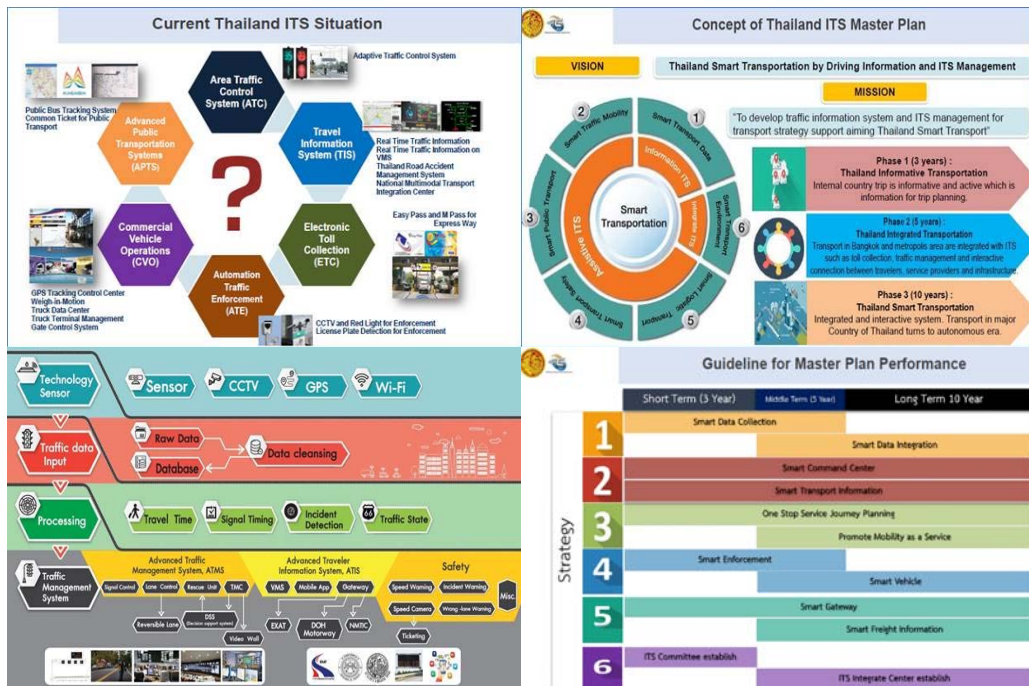 Current Thailand ITS Situation
Area Traffic
Control
System (ATC)
Adaptive Traffic Control System
Public Bus Tracking System
Common Ticket for Public
Transport
Advanced
Public
Transportation
Systems
(APTS)
Travel
Information
System (TIS)
Real Time Traffic Information
Real Time Traffic Information on
VMS
Thailand Road Accident
Management System
National Multimodal Transport
Integration Center
?
Commercial
Vehicle
Operations
(CVO)
Electronic
Toll
Collection
(ETC)
Easy Pass and M Pass for
Express Way
GPS Tracking Control Center
Weigh-in-Motion
Truck Data Center
Truck Terminal Management
Gate Control System
Automation
Traffic
Enforcement
(ATE)
CCTV and Red Light for Enforcement
License Plate Detection for Enforcement
Concept of Thailand ITS Master Plan
VISION
Thailand Smart Transportation by Driving Information and ITS Management
MISSION
"To develop traffic information system and ITS management for
transport strategy support aiming Thailand Smart Transport"
1
Smart Transport Data
2
Smart Traffic Mobility
3
Smart Public Transport
4
Smart Transport Safety
5
Smart Logistic Transport
6
Smart Transport Environment
Information ITS
Integrate ITS
Assistive ITS
Smart
Transportation
Phase 1 (3 years) :
Thailand Informative Transportation
Internal country trip is informative and active which is
information for trip planning.
Phase 2 (5 years) :
Thailand Integrated Transportation
Transport in Bangkok and metropolis area are integrated with ITS
such as toll collection, traffic management and interactive
connection between travelers, service providers and infrastructure.
Phase 3 (10 years) :
Thailand Smart Transportation
Integrated and interactive system. Transport in major
Country of Thailand turns to autonomous era.
Technology
Sensor
Sensor
CCTV
GPS
Wi-Fi
Traffic data
Input
Raw Data
Database
Data cleansing
Processing
Travel Time
Signal Timing
Incident
Detection
Traffic State
Traffic
Management
System
Advanced Traffic
Management System, ATMS
Signal Control
Lane Control
Rescue Unit
TMC
Reversible Lane
DSS
(Decision support system)
Video Wall
Advanced Traveler
Information System, ATIS
VMS
Mobile App
Gateway
EXAT
DOH
Motorway
NMTIC
Safety
Speed Warning
Incident Warning
Speed Camera
Wrong-lane Warning
Misc.
Ticketing
Guideline for Master Plan Performance
Short Term (3 Year)
Middle Term (5 Year)
Long Term 10 Year
Strategy
1
Smart Data Collection
Smart Data Integration
2
Smart Command Center
Smart Transport Information
3
One Stop Service Journey Planning
Promote Mobility as a Service
4
Smart Enforcement
Smart Vehicle
5
Smart Gateway
Smart Freight Information
6
ITS Committee establish
ITS Integrate Center establish